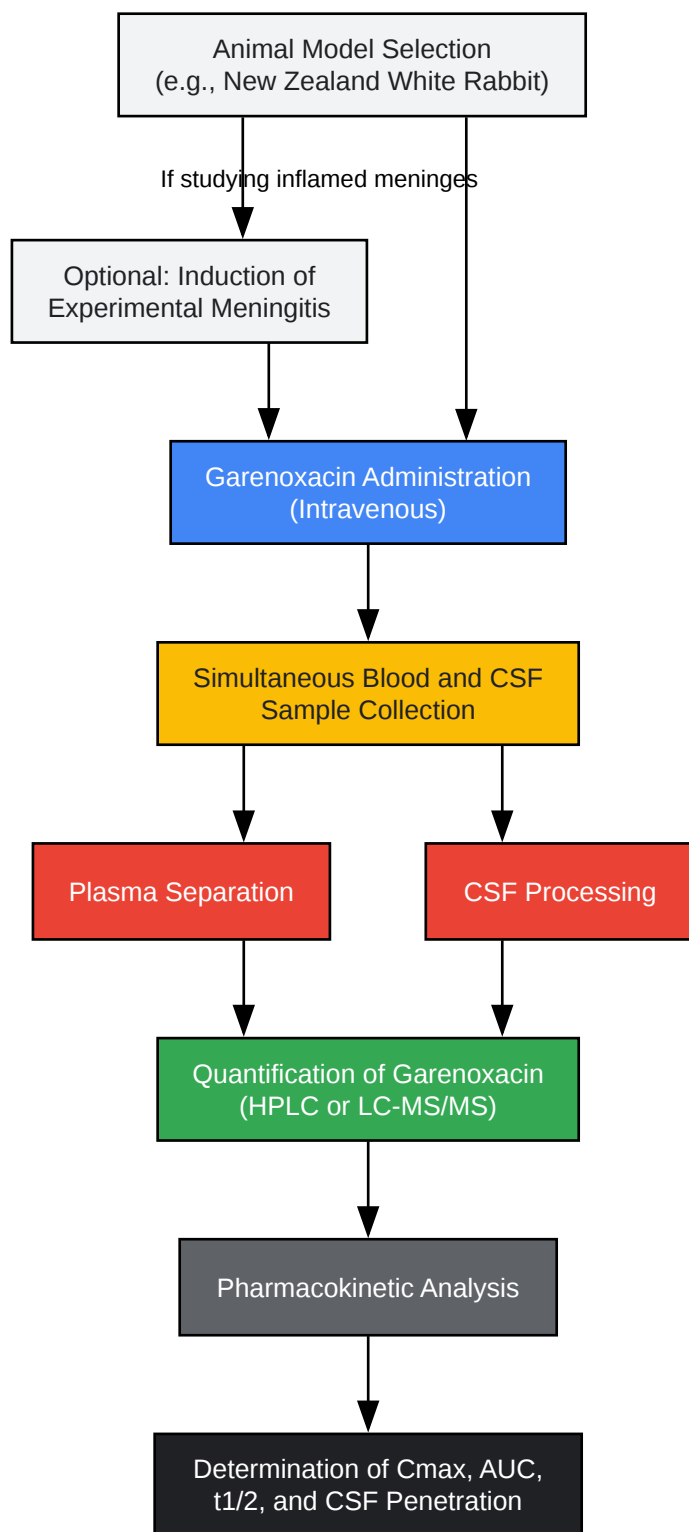 Animal Model Selection
(e.g., New Zealand White Rabbit)
If studying inflamed meninges
Optional: Induction of
Experimental Meningitis
Garenoxacin Administration
(Intravenous)
Simultaneous Blood and CSF
Sample Collection
Plasma Separation
CSF Processing
Quantification of Garenoxacin
(HPLC or LC-MS/MS)
Pharmacokinetic Analysis
Determination of Cmax, AUC,
t1/2, and CSF Penetration